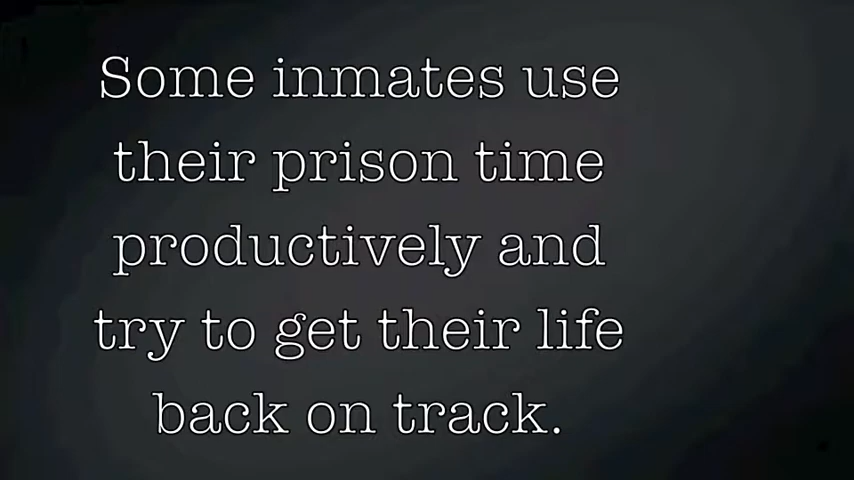 Some inmates use
their prison time
productively and
try to get their life
back on track.